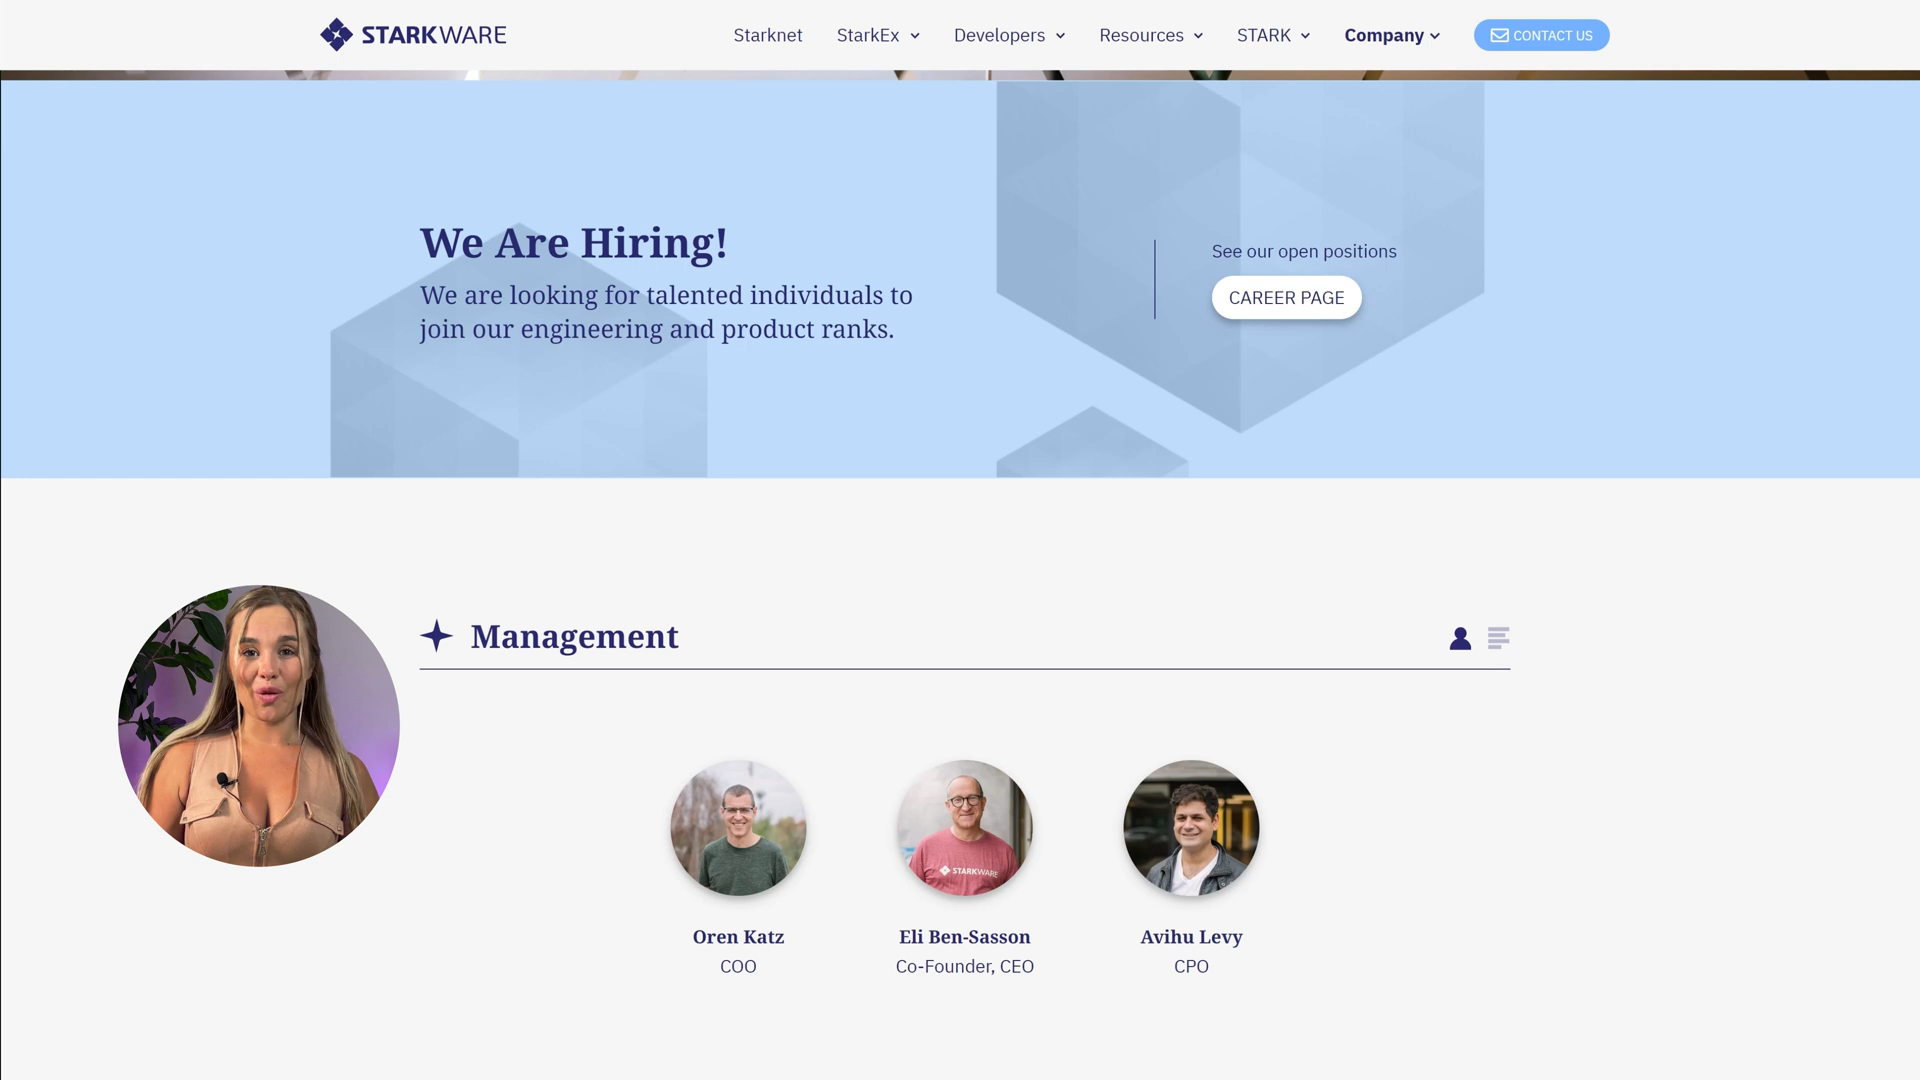 STARKWARE
Starknet
StarkEx
Developers
Resources
STARK
Company
CONTACT US
We Are Hiring!
We are looking for talented individuals to
join our engineering and product ranks.
See our open positions
CAREER PAGE
Management
STARKWARE
Oren Katz
COO
Eli Ben-Sasson
Co-Founder, CEO
Avihu Levy
CPO